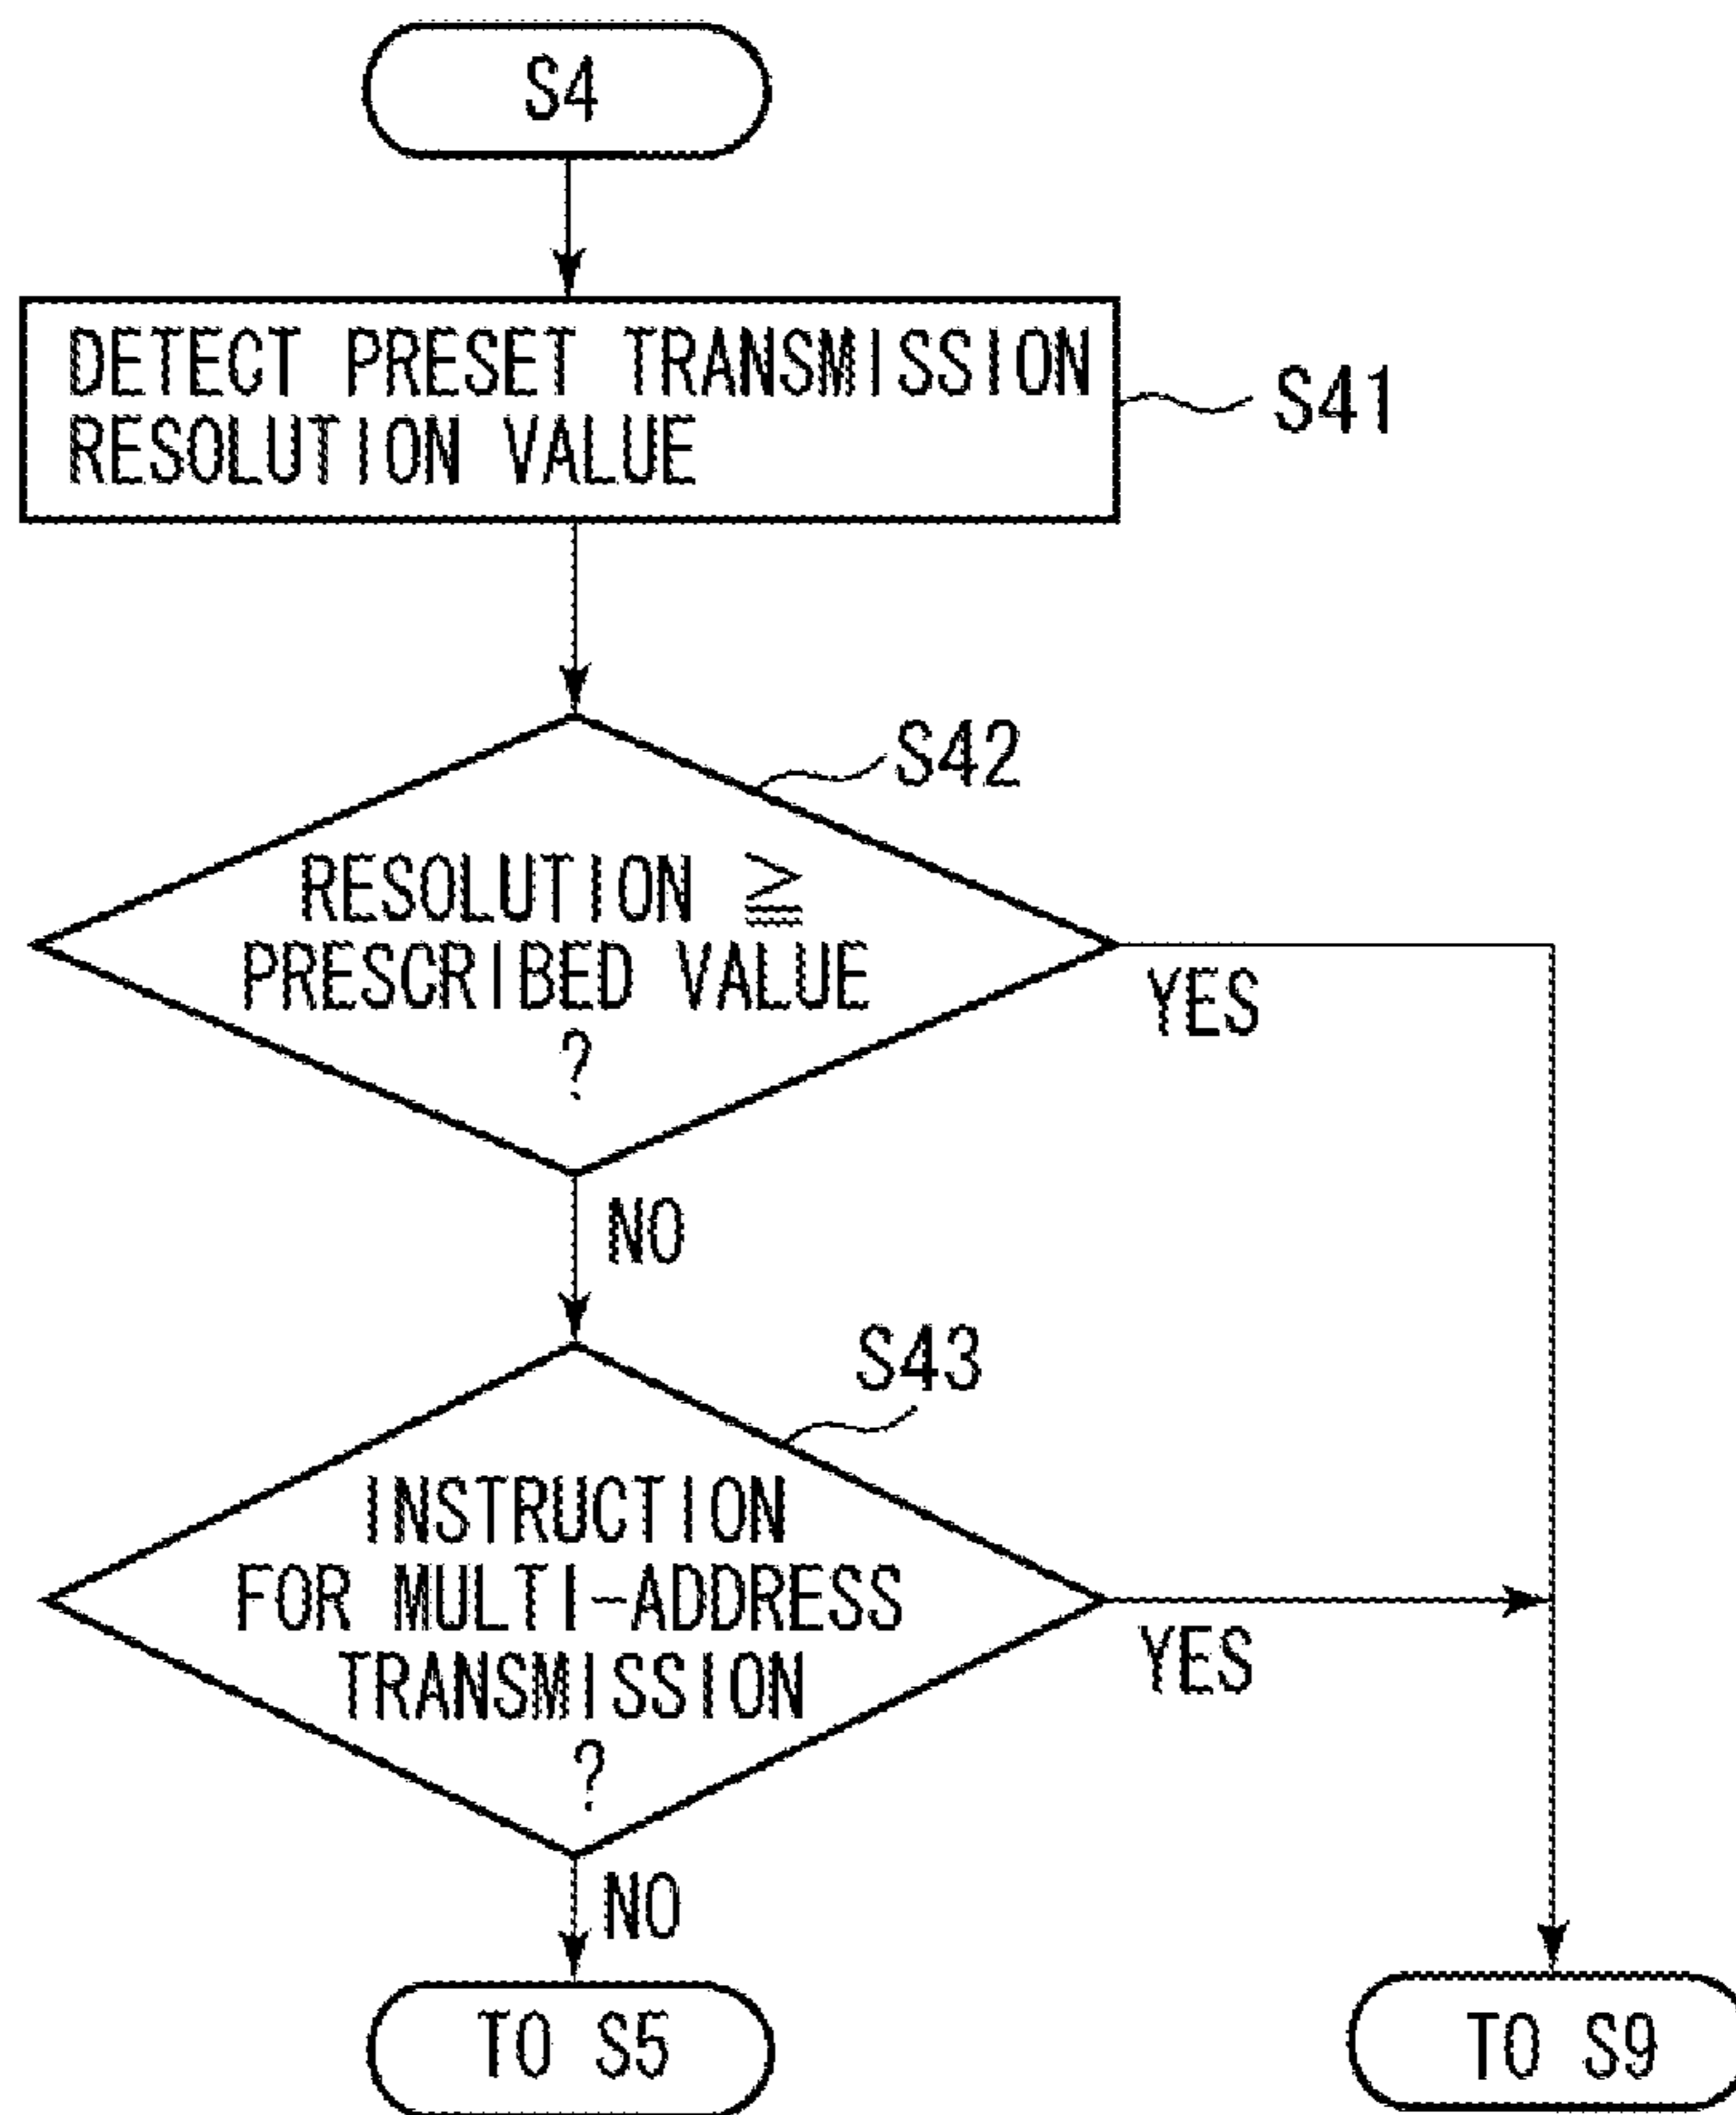 S4
DETECT PRESET TRANSMISSION
RESOLUTION VALUE
S41
S42
RESOLUTION ≧
PRESCRIBED VALUE
?
YES
NO
S43
INSTRUCTION
FOR MULTI-ADDRESS
TRANSMISSION
?
YES
NO
TO S5
TO S9